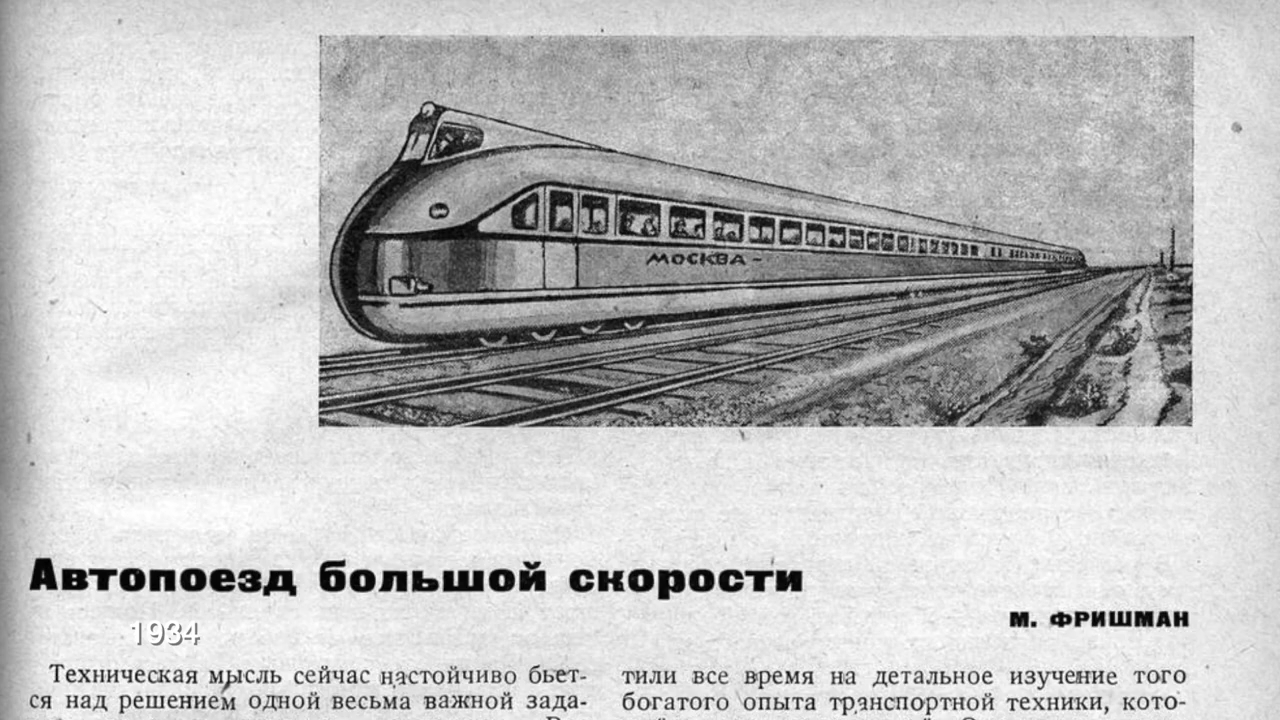 МОСКВА -
Автопоезд большой скорости
М. ФРИШМАН
1934
Техническая мысль сейчас настойчиво бьет-
ся над решением одной весьма важной зада-
тили все время на детальное изучение того
богатого опыта транспортной техники, кото-